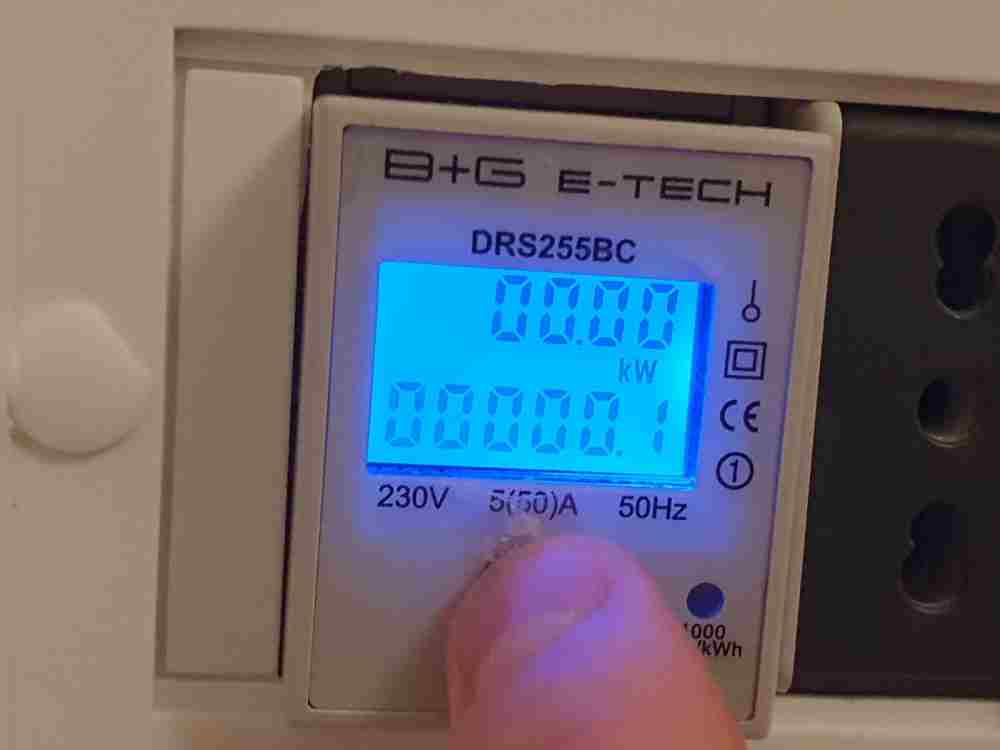 B+G E-TECH
DRS255BC
00.00
kW
00000.1
CE
1
230V 5(50)A 50Hz
1000
/kWh